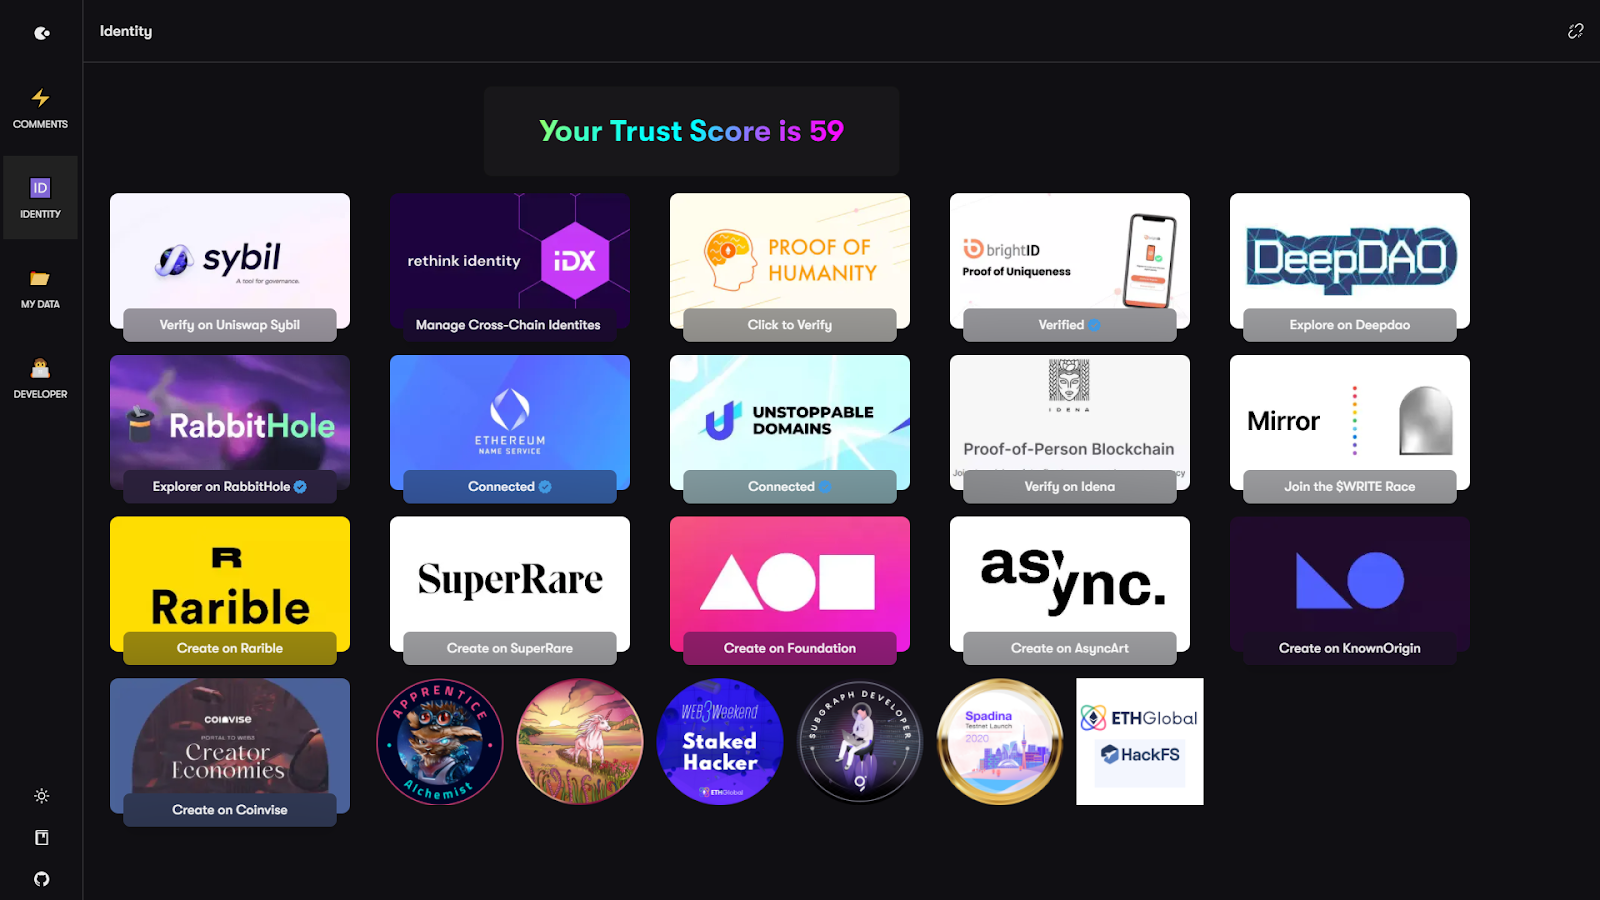 Identity
COMMENTS
ID
IDENTITY
MY DATA
DEVELOPER
Your Trust Score is 59
sybil
A tool for governance.
Verify on Uniswap Sybil
rethink identity
iDX
Manage Cross-Chain Identites
PROOF OF
HUMANITY
Click to Verify
brightID
Proof of Uniqueness
Verified
DeepDAO
Explore on Deepdao
RabbitHole
Explorer on RabbitHole
ETHEREUM
NAME SERVICE
Connected
UNSTOPPABLE
DOMAINS
Connected
IDENA
Proof-of-Person Blockchain
Verify on Idena
Mirror
Join the $WRITE Race
R
Rarible
Create on Rarible
SuperRare
Create on SuperRare
Create on Foundation
async.
Create on AsyncArt
Create on KnownOrigin
COINVISE
PORTAL TO WEB3
Creator
Economies
Create on Coinvise
APPRENTICE
Alchemist
WEB3Weekend
Staked
Hacker
ETHGlobal
SUBGRAPH DEVELOPER
Spadina
Testnet Launch
2020
ETHGlobal
HackFS